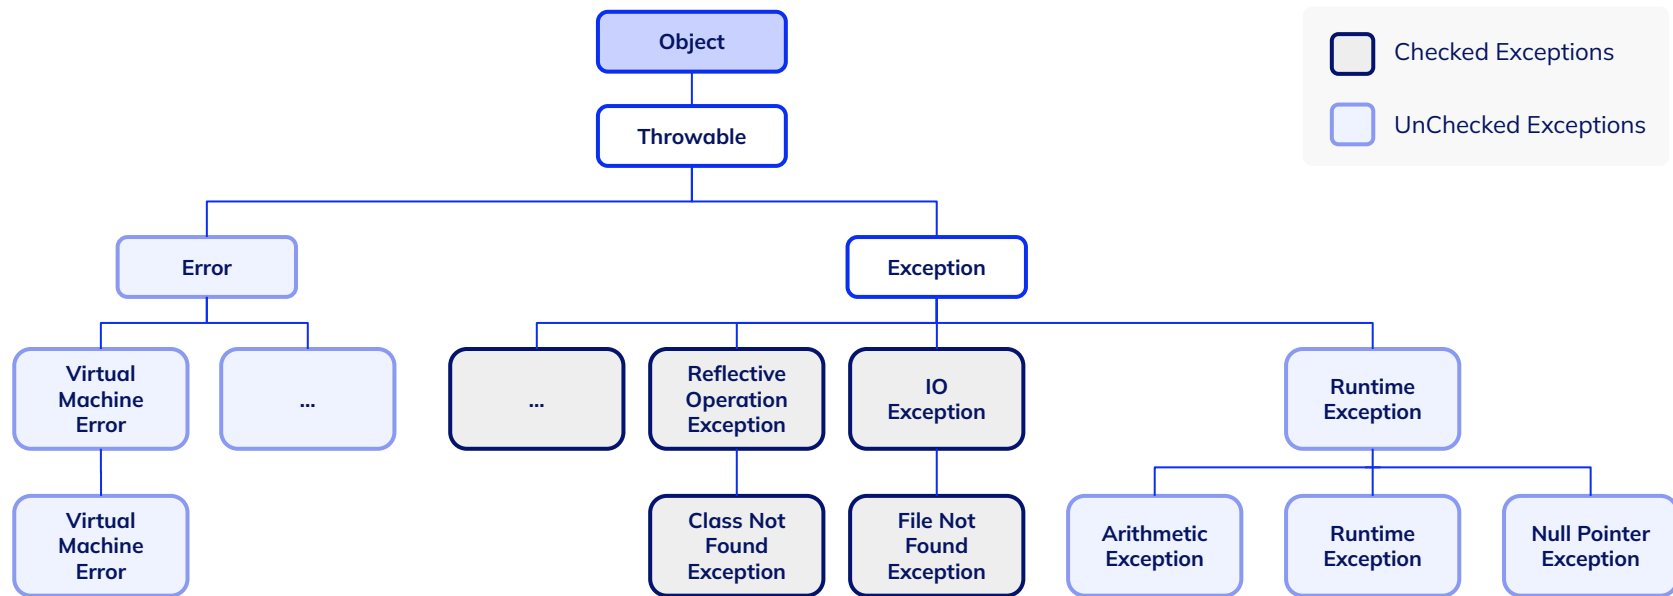 Object
Checked Exceptions
Throwable
UnChecked Exceptions
Error
Exception
Virtual
Machine
Error
...
...
Reflective
Operation
Exception
IO
Exception
Runtime
Exception
Virtual
Machine
Error
Class Not
Found
Exception
File Not
Found
Exception
Arithmetic
Exception
Runtime
Exception
Null Pointer
Exception